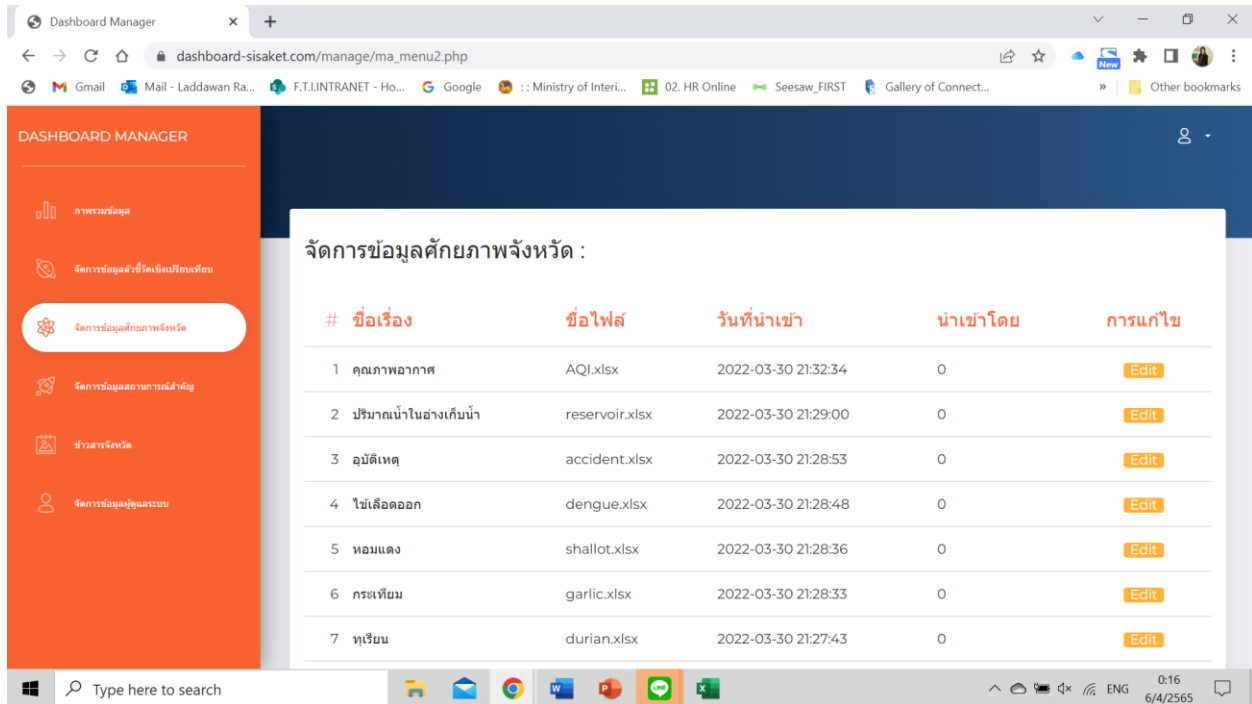 Dashboard Manager
dashboard-sisaket.com/manage/ma_menu2.php
New
Gmail Mail - Laddawan Ra... F.T.I.INTRANET - Ho... Google :: Ministry of Interi... 02. HR Online Seesaw_FIRST Gallery of Connect... » Other bookmarks
DASHBOARD MANAGER
ภาพรวมข้อมูล
จัดการข้อมูลตัวชี้วัดเชิงเปรียบเทียบ
จัดการข้อมูลศักยภาพจังหวัด
จัดการข้อมูลสถานการณ์สำคัญ
ข่าวสารจังหวัด
จัดการข้อมูลผู้ดูแลระบบ
จัดการข้อมูลศักยภาพจังหวัด :
# ชื่อเรื่อง ชื่อไฟล์ วันที่นำเข้า นำเข้าโดย การแก้ไข
1 คุณภาพอากาศ AQI.xlsx 2022-03-30 21:32:34 0 Edit
2 ปริมาณน้ำในอ่างเก็บน้ำ reservoir.xlsx 2022-03-30 21:29:00 0 Edit
3 อุบัติเหตุ accident.xlsx 2022-03-30 21:28:53 0 Edit
4 ไข้เลือดออก dengue.xlsx 2022-03-30 21:28:48 0 Edit
5 หอมแดง shallot.xlsx 2022-03-30 21:28:36 0 Edit
6 กระเทียม garlic.xlsx 2022-03-30 21:28:33 0 Edit
7 ทุเรียน durian.xlsx 2022-03-30 21:27:43 0 Edit
Type here to search
LINE
ENG
0:16
6/4/2565